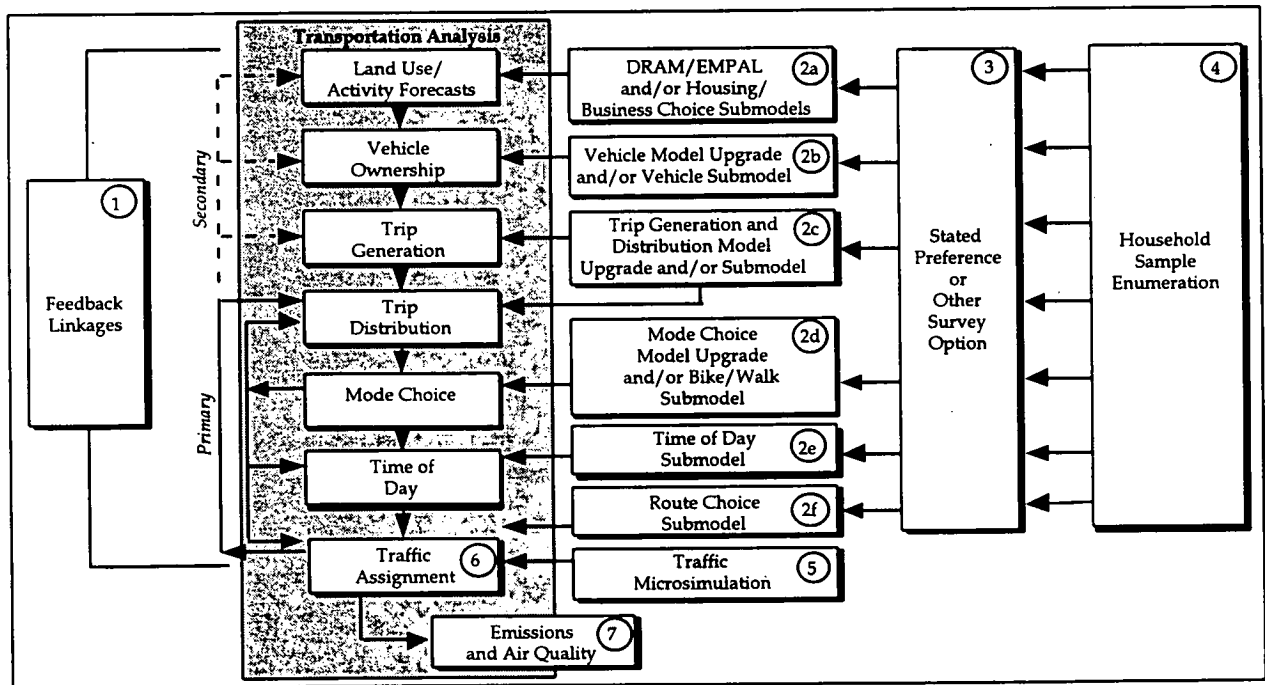 Transportation Analysis
Land Use/
Activity Forecasts
Vehicle
Ownership
Trip
Generation
Trip
Distribution
Mode Choice
Time of
Day
Traffic
Assignment
6
Emissions
and Air Quality
7
Secondary
Primary
1
Feedback
Linkages
DRAM/EMPAL
and/or Housing/
Business Choice Submodels
2a
Vehicle Model Upgrade
and/or Vehicle Submodel
2b
Trip Generation and
Distribution Model
Upgrade and/or Submodel
2c
Mode Choice
Model Upgrade
and/or Bike/Walk
Submodel
2d
Time of Day
Submodel
2e
Route Choice
Submodel
2f
Traffic
Microsimulation
5
3
Stated
Preference
or
Other
Survey
Option
4
Household
Sample
Enumeration